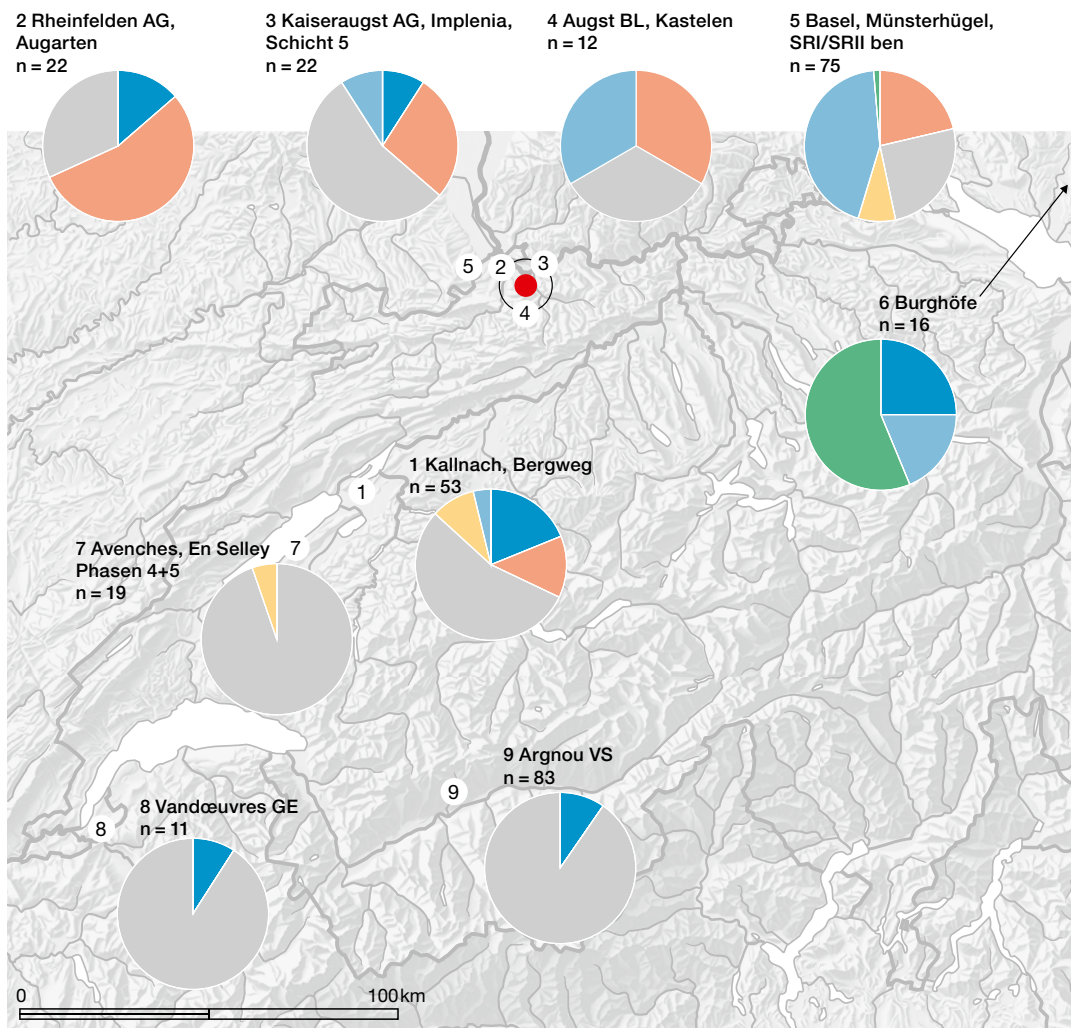 2 Rheinfelden AG,
Augarten
n = 22
3 Kaiseraugst AG, Implenia,
Schicht 5
n = 22
4 Augst BL, Kastelen
n = 12
5 Basel, Münsterhügel,
SRI/SRII ben
n = 75
5
2
3
4
6 Burghöfe
n = 16
1 Kallnach, Bergweg
n = 53
1
7 Avenches, En Selley
Phasen 4+5
n = 19
7
9 Argnou VS
n = 83
9
8 Vandœuvres GE
n = 11
8
0
100 km